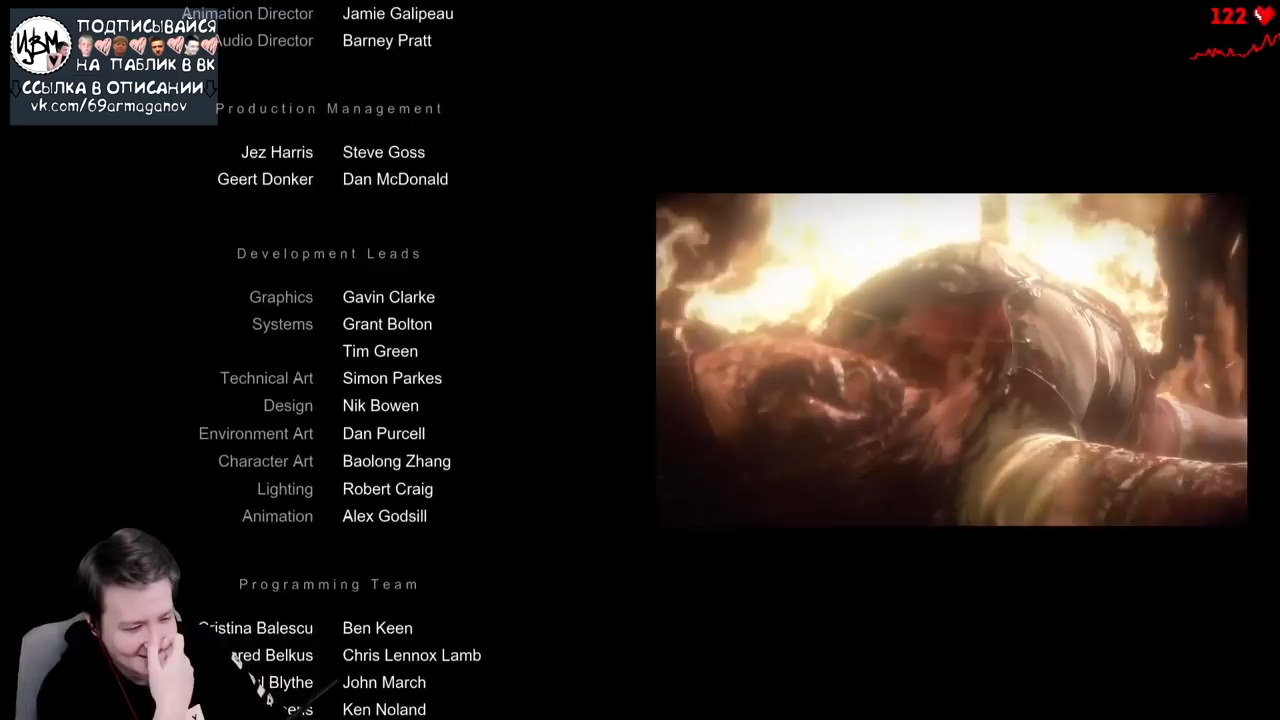 Animation Director Jamie Galipeau
Audio Director Barney Pratt
ПОДПИСЫВАЙСЯ
НА ПАБЛИК В ВК
ССЫЛКА В ОПИСАНИИ
vk.com/69armaganov
122
Production Management
Jez Harris Steve Goss
Geert Donker Dan McDonald
Development Leads
Graphics Gavin Clarke
Systems Grant Bolton
Tim Green
Technical Art Simon Parkes
Design Nik Bowen
Environment Art Dan Purcell
Character Art Baolong Zhang
Lighting Robert Craig
Animation Alex Godsill
Programming Team
Cristina Balescu Ben Keen
Belkus Chris Lennox Lamb
Blythe John March
Ken Noland